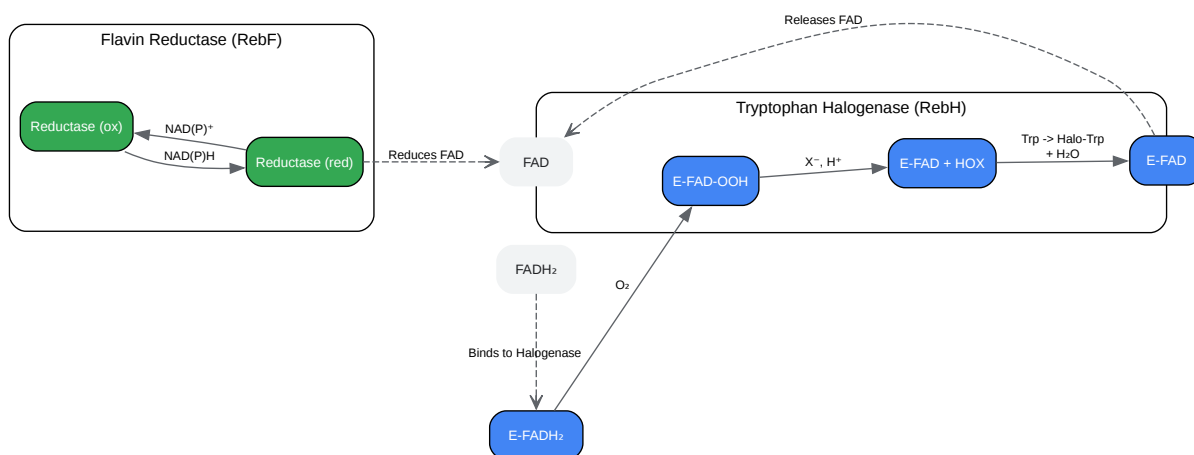 Releases FAD
Flavin Reductase (RebF)
Tryptophan Halogenase (RebH)
Reductase (ox)
NAD(P)⁺
NAD(P)H
Reductase (red)
Reduces FAD
FAD
E-FAD-OOH
X⁻, H⁺
E-FAD + HOX
Trp -> Halo-Trp
+ H₂O
E-FAD
FADH₂
O₂
Binds to Halogenase
E-FADH₂